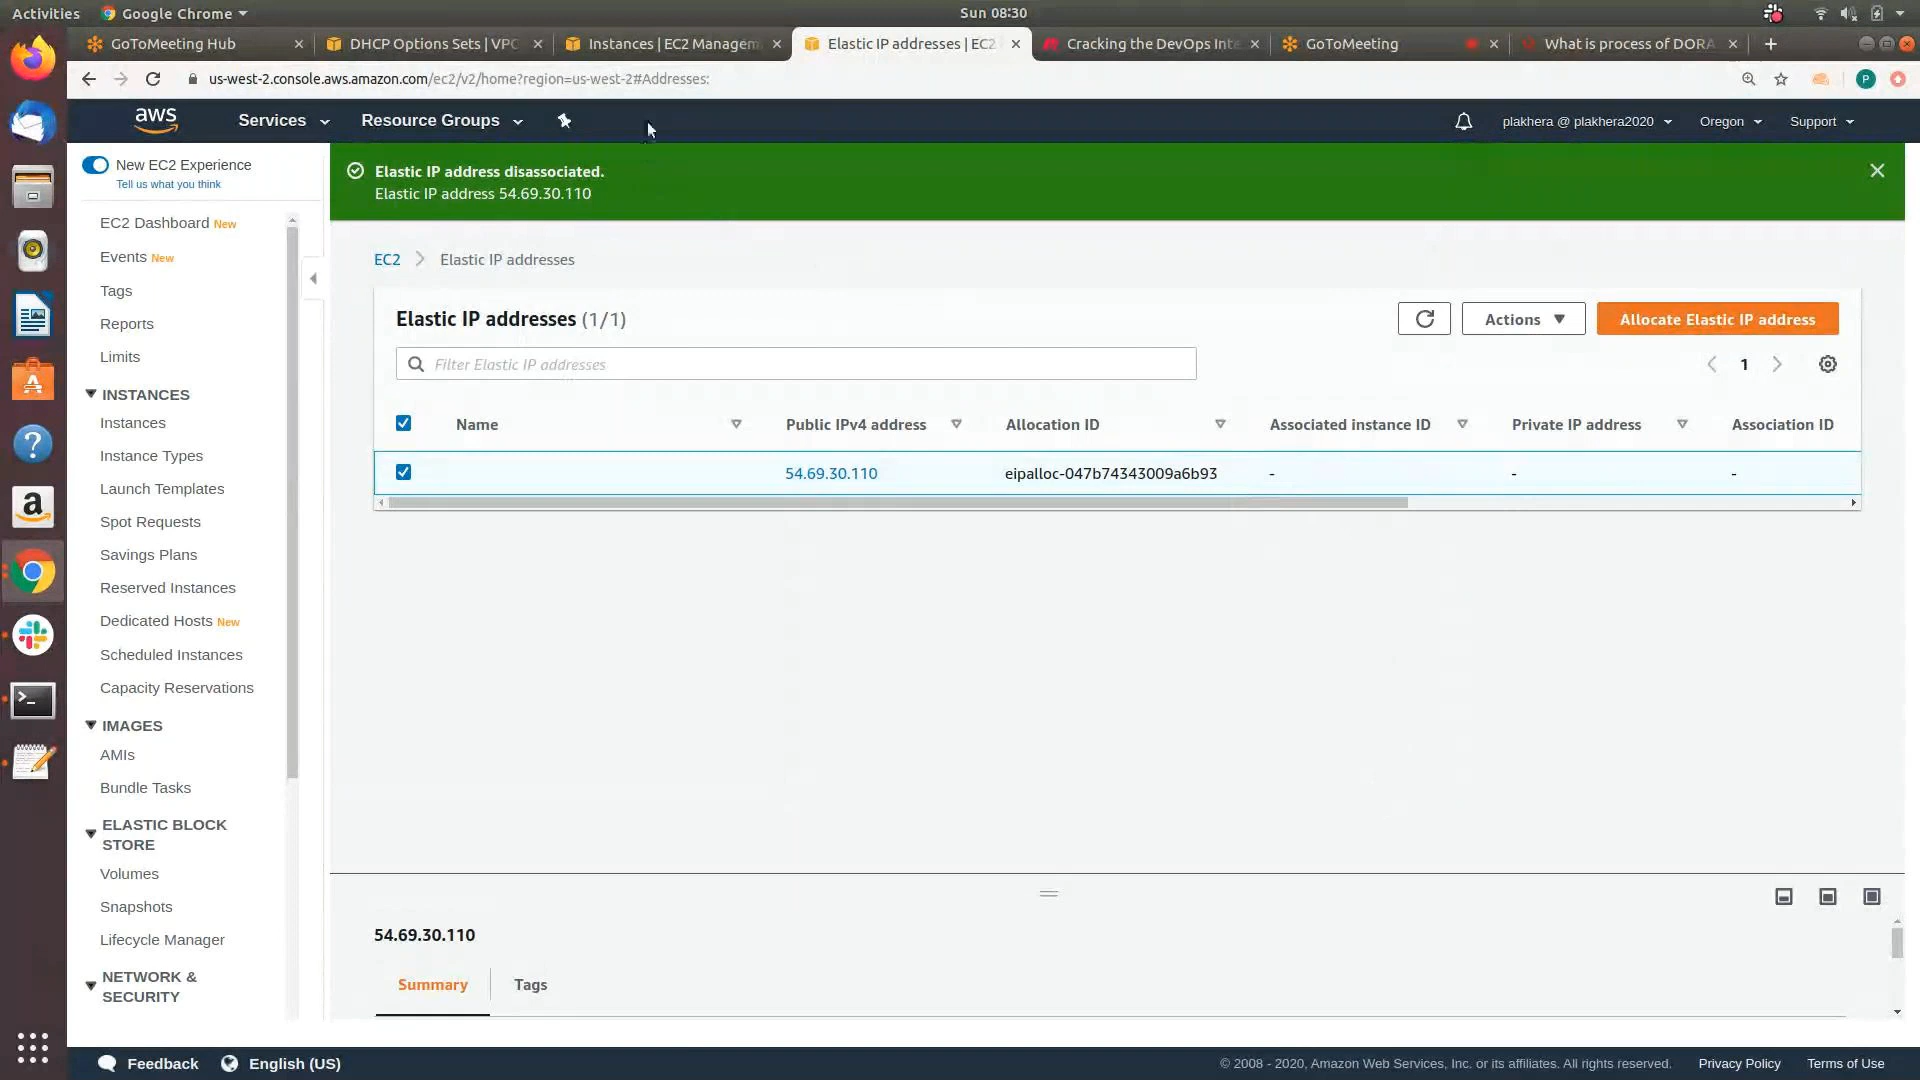 Activities
Google Chrome
Sun 08:30
GoToMeeting Hub
DHCP Options Sets | VPC
Instances | EC2 Managem
Elastic IP addresses | EC2
Cracking the DevOps Inte
GoToMeeting
What is process of DORA
us-west-2.console.aws.amazon.com/ec2/v2/home?region=us-west-2#Addresses:
P
aws
Services
Resource Groups
plakhera @ plakhera2020
Oregon
Support
New EC2 Experience
Tell us what you think
EC2 Dashboard New
Events New
Tags
Reports
Limits
INSTANCES
Instances
Instance Types
Launch Templates
Spot Requests
Savings Plans
Reserved Instances
Dedicated Hosts New
Scheduled Instances
Capacity Reservations
IMAGES
AMIs
Bundle Tasks
ELASTIC BLOCK
STORE
Volumes
Snapshots
Lifecycle Manager
NETWORK &
SECURITY
Elastic IP address disassociated.
Elastic IP address 54.69.30.110
EC2
Elastic IP addresses
Elastic IP addresses (1/1)
Actions
Allocate Elastic IP address
Filter Elastic IP addresses
1
Name
Public IPv4 address
Allocation ID
Associated instance ID
Private IP address
Association ID
54.69.30.110
eipalloc-047b74343009a6b93
-
-
-
54.69.30.110
Summary
Tags
Feedback
English (US)
© 2008 - 2020, Amazon Web Services, Inc. or its affiliates. All rights reserved.
Privacy Policy
Terms of Use